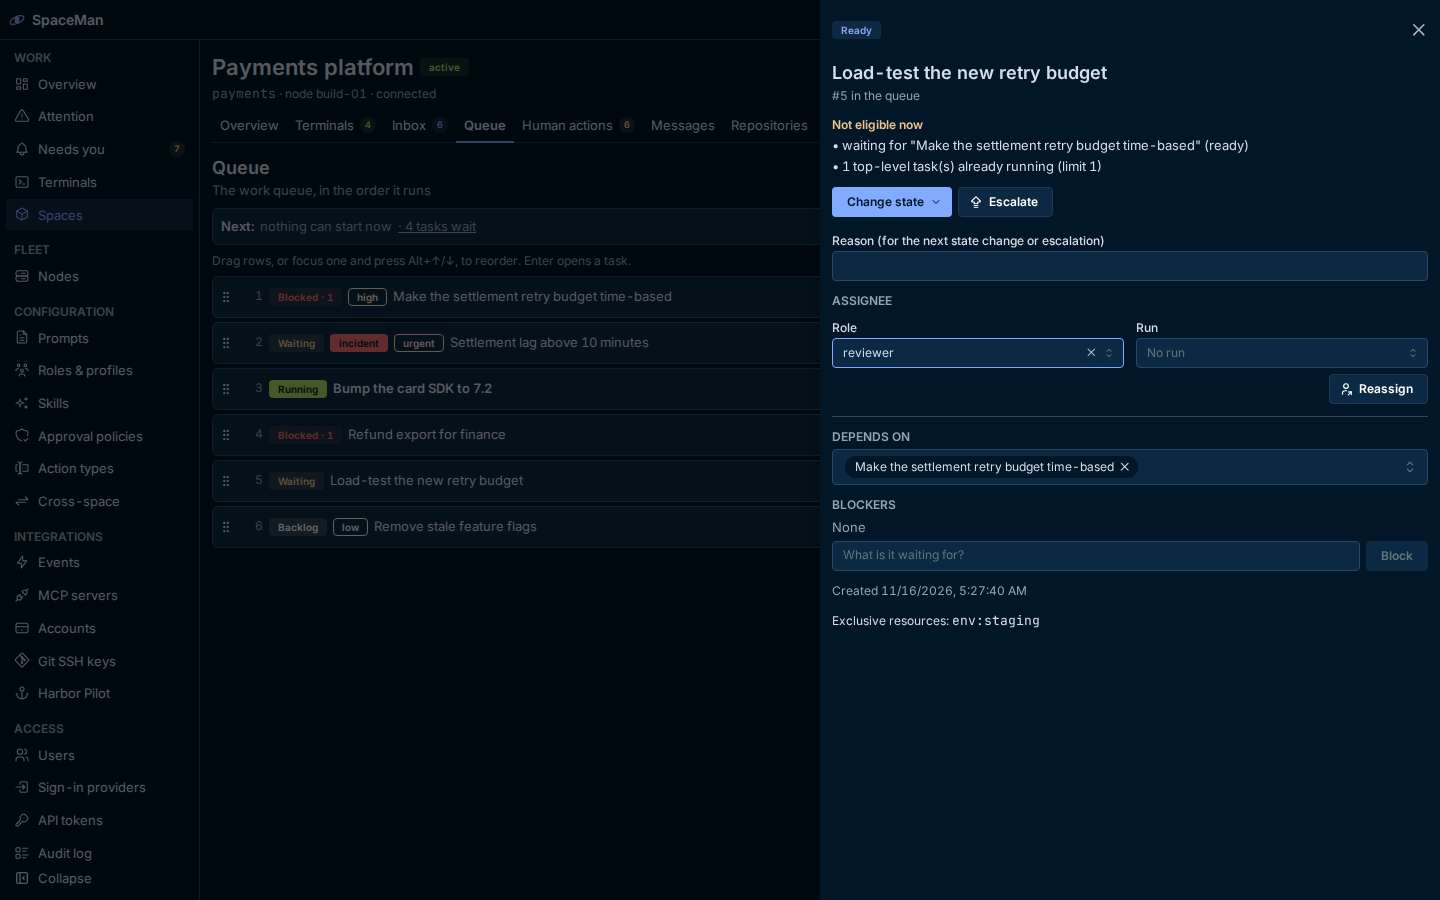 SpaceMan
WORK
Overview
Attention
Needs you 7
Terminals
Spaces
FLEET
Nodes
CONFIGURATION
Prompts
Roles & profiles
Skills
Approval policies
Action types
Cross-space
INTEGRATIONS
Events
MCP servers
Accounts
Git SSH keys
Harbor Pilot
ACCESS
Users
Sign-in providers
API tokens
Audit log
Collapse
Payments platform active
payments · node build-01 · connected
Overview Terminals 4 Inbox 6 Queue Human actions 6 Messages Repositories
Queue
The work queue, in the order it runs
Next: nothing can start now · 4 tasks wait
Drag rows, or focus one and press Alt+↑/↓, to reorder. Enter opens a task.
1 Blocked · 1 high Make the settlement retry budget time-based
2 Waiting incident urgent Settlement lag above 10 minutes
3 Running Bump the card SDK to 7.2
4 Blocked · 1 Refund export for finance
5 Waiting Load-test the new retry budget
6 Backlog low Remove stale feature flags
Ready
Load-test the new retry budget
#5 in the queue
Not eligible now
• waiting for "Make the settlement retry budget time-based" (ready)
• 1 top-level task(s) already running (limit 1)
Change state Escalate
Reason (for the next state change or escalation)
ASSIGNEE
Role Run
reviewer No run
Reassign
DEPENDS ON
Make the settlement retry budget time-based
BLOCKERS
None
What is it waiting for? Block
Created 11/16/2026, 5:27:40 AM
Exclusive resources: env:staging